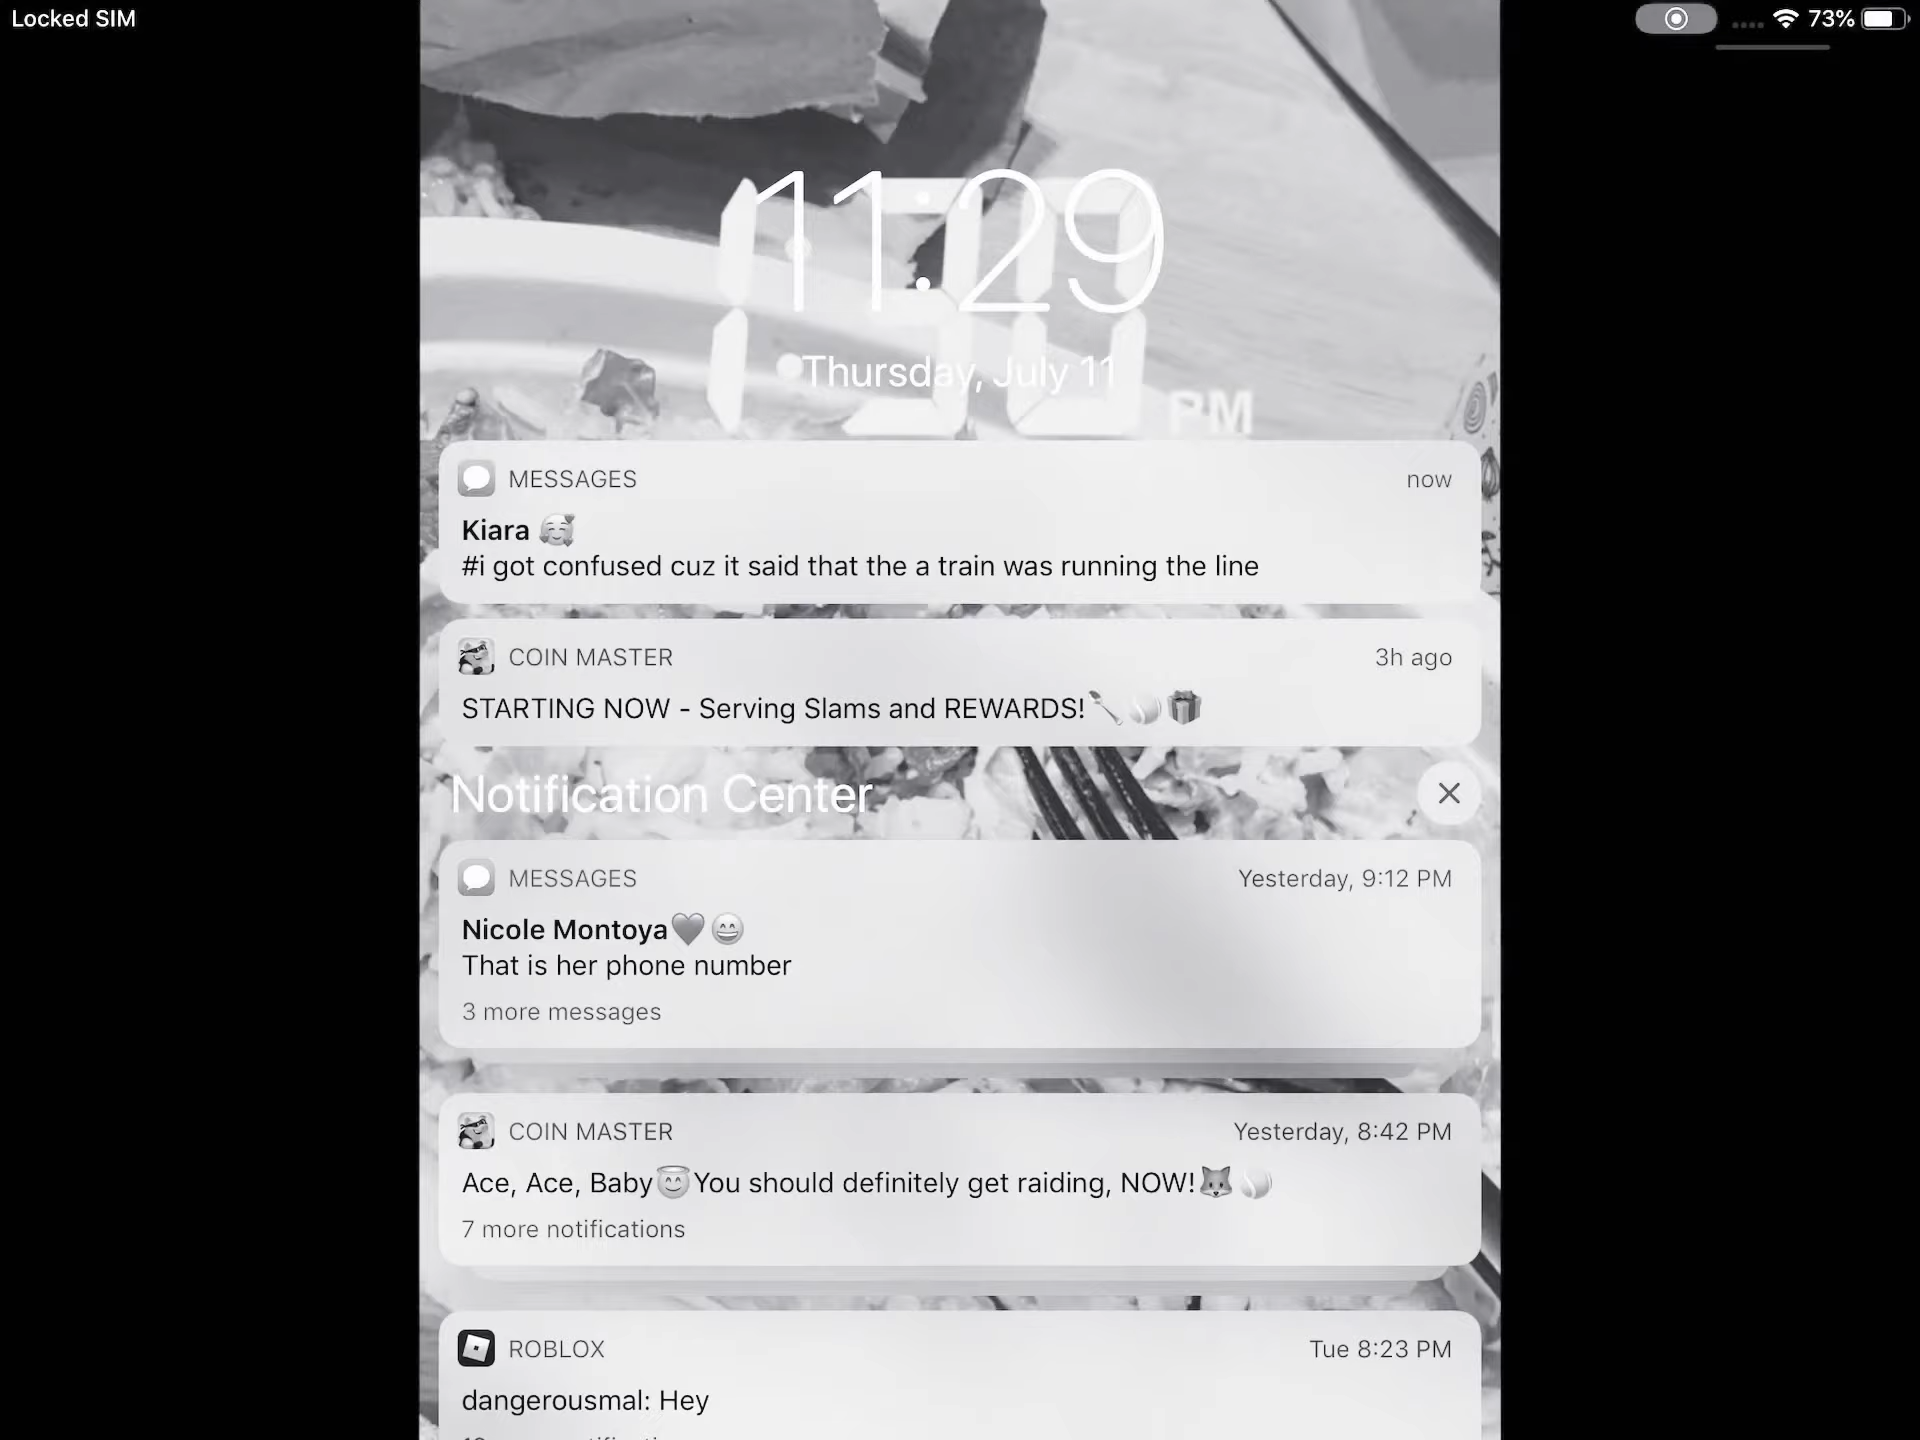 Locked SIM
73%
11:29
Thursday, July 11
PM
MESSAGES
now
Kiara 🥰
#i got confused cuz it said that the a train was running the line
COIN MASTER
3h ago
STARTING NOW - Serving Slams and REWARDS!🥄🎾🎁
Notification Center
MESSAGES
Yesterday, 9:12 PM
Nicole Montoya❤️😄
That is her phone number
3 more messages
COIN MASTER
Yesterday, 8:42 PM
Ace, Ace, Baby😇You should definitely get raiding, NOW!🦊🎾
7 more notifications
ROBLOX
Tue 8:23 PM
dangerousmal: Hey